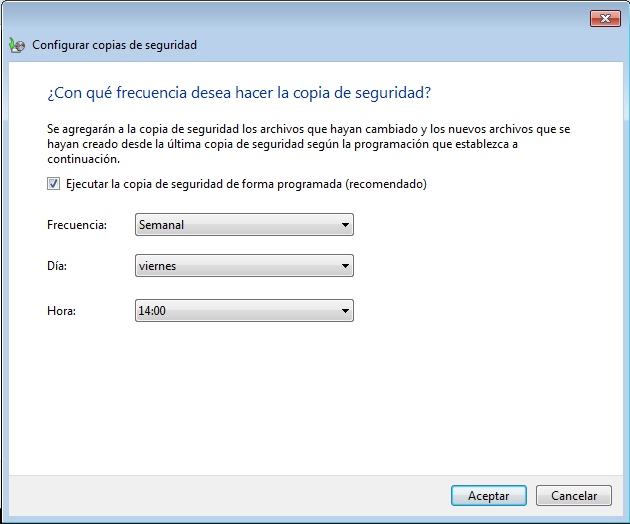 Configurar copias de seguridad
¿Con qué frecuencia desea hacer la copia de seguridad?
Se agregarán a la copia de seguridad los archivos que hayan cambiado y los nuevos archivos que se
hayan creado desde la última copia de seguridad según la programación que establezca a
continuación.
Ejecutar la copia de seguridad de forma programada (recomendado)
Frecuencia: Semanal
Día: viernes
Hora: 14:00
Aceptar Cancelar